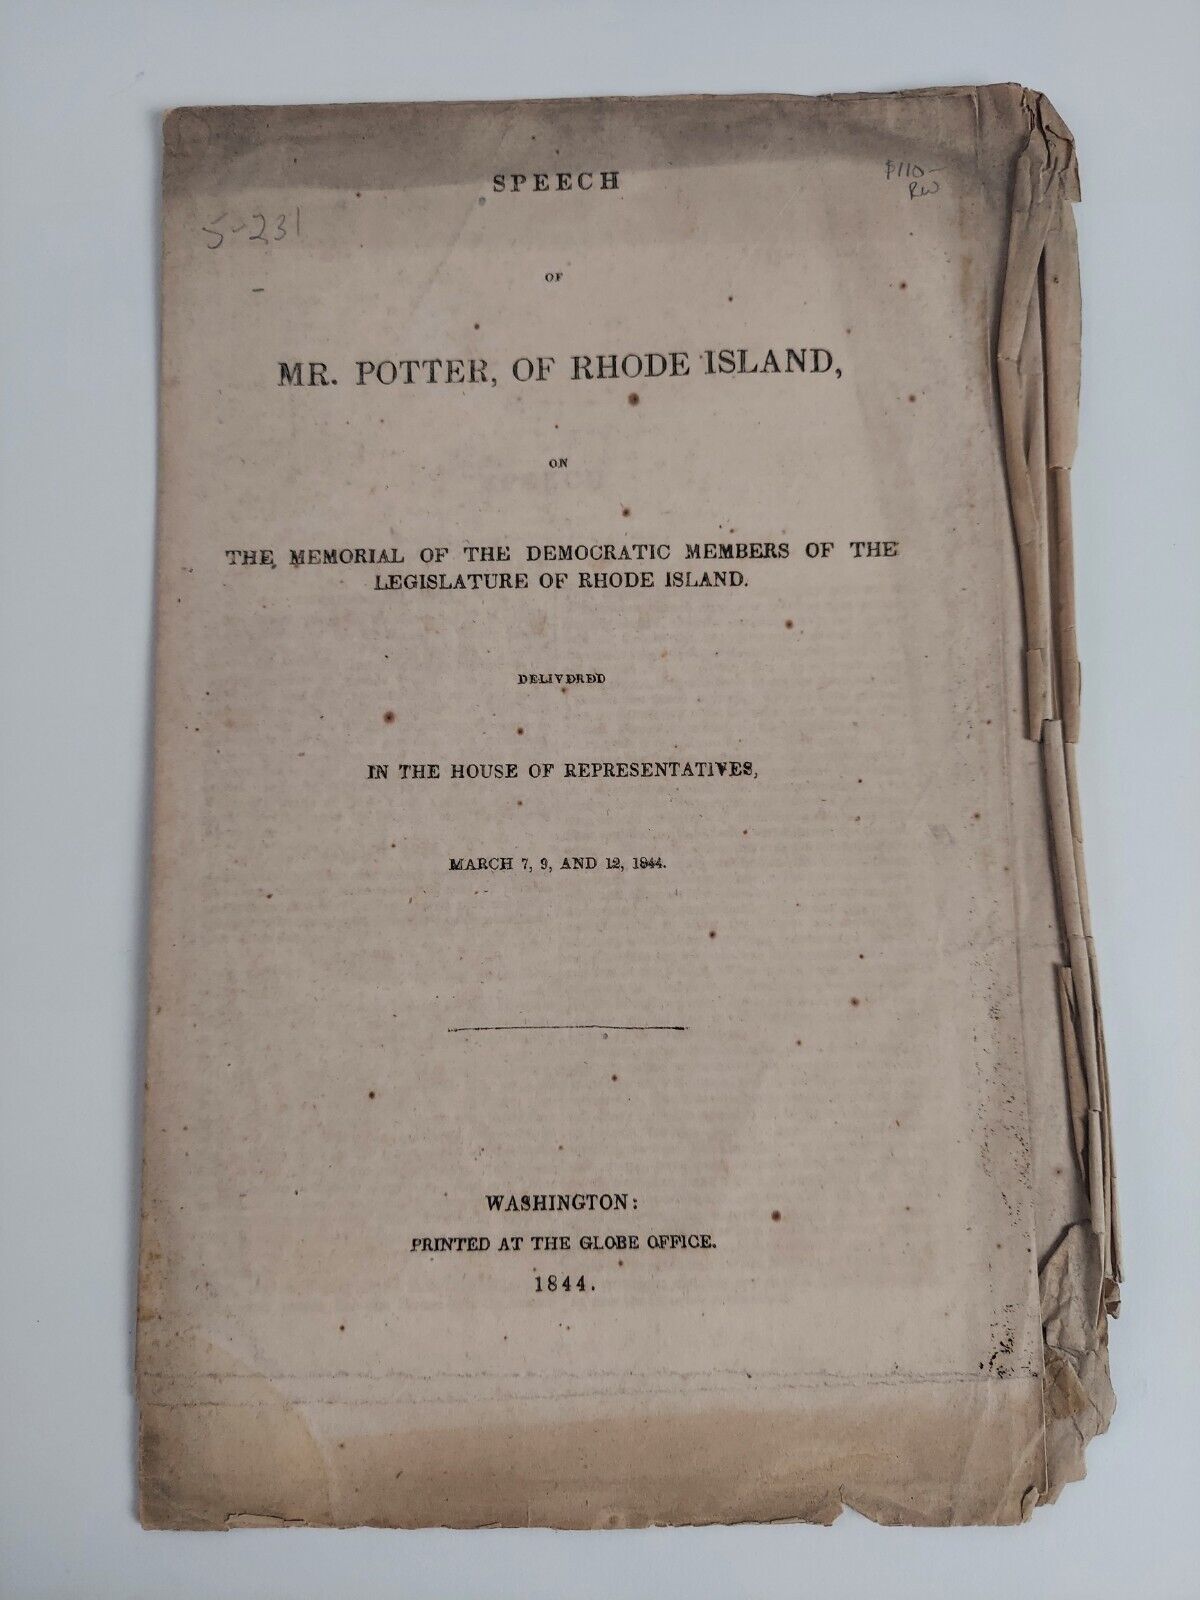 SPEECH
$110-
RW
5-231
OF
MR. POTTER, OF RHODE ISLAND,
ON
THE MEMORIAL OF THE DEMOCRATIC MEMBERS OF THE
LEGISLATURE OF RHODE ISLAND.
DELIVERED
IN THE HOUSE OF REPRESENTATIVES,
MARCH 7, 9, AND 12, 1844.
WASHINGTON:
PRINTED AT THE GLOBE OFFICE.
1844.